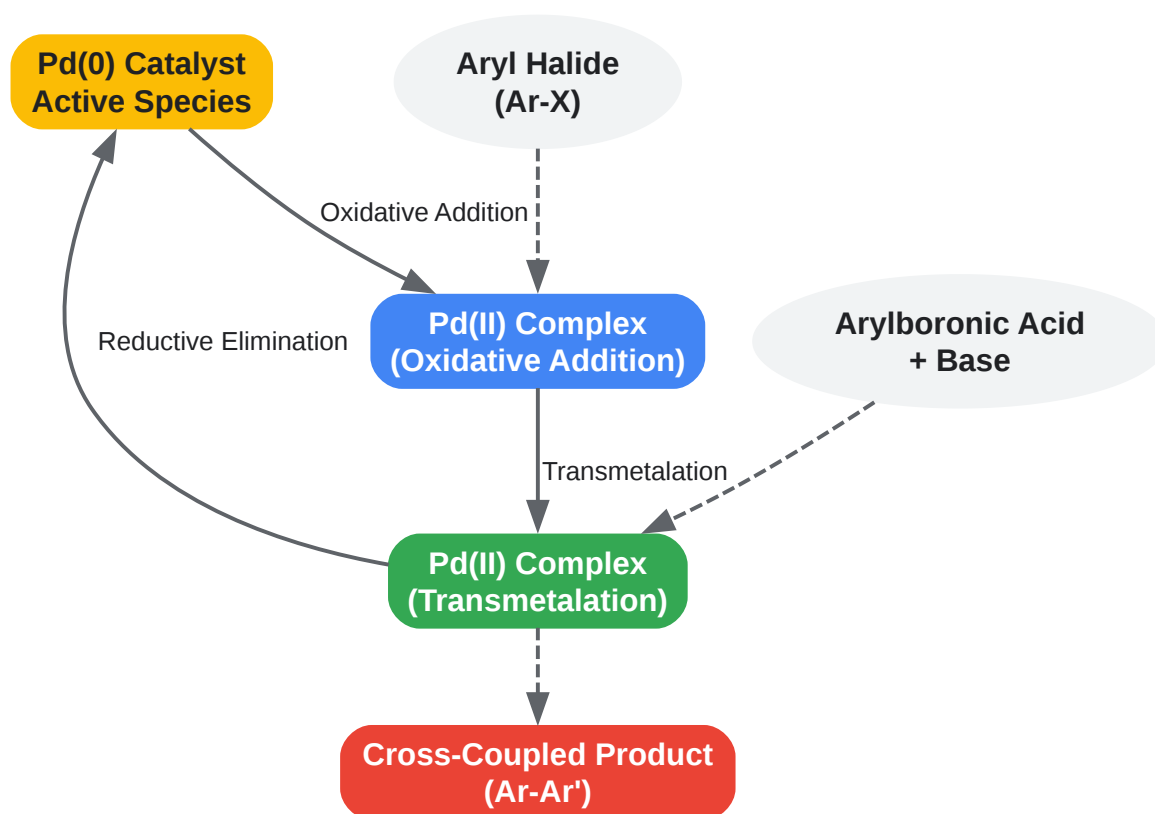 Pd(0) Catalyst
Active Species
Aryl Halide
(Ar-X)
Oxidative Addition
Reductive Elimination
Pd(II) Complex
(Oxidative Addition)
Arylboronic Acid
+ Base
Transmetalation
Pd(II) Complex
(Transmetalation)
Cross-Coupled Product
(Ar-Ar')